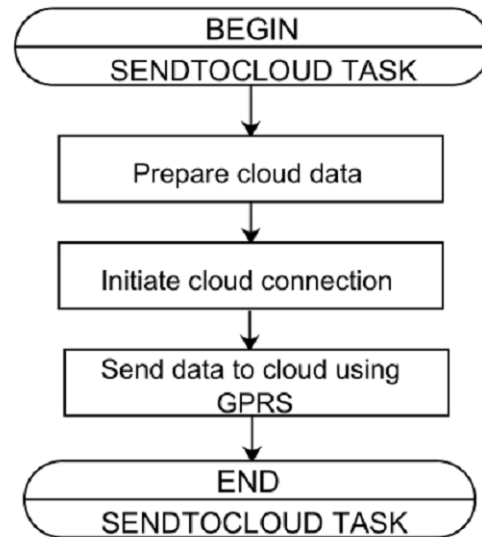 BEGIN
SENDTOCLOUD TASK
Prepare cloud data
Initiate cloud connection
Send data to cloud using
GPRS
END
SENDTOCLOUD TASK